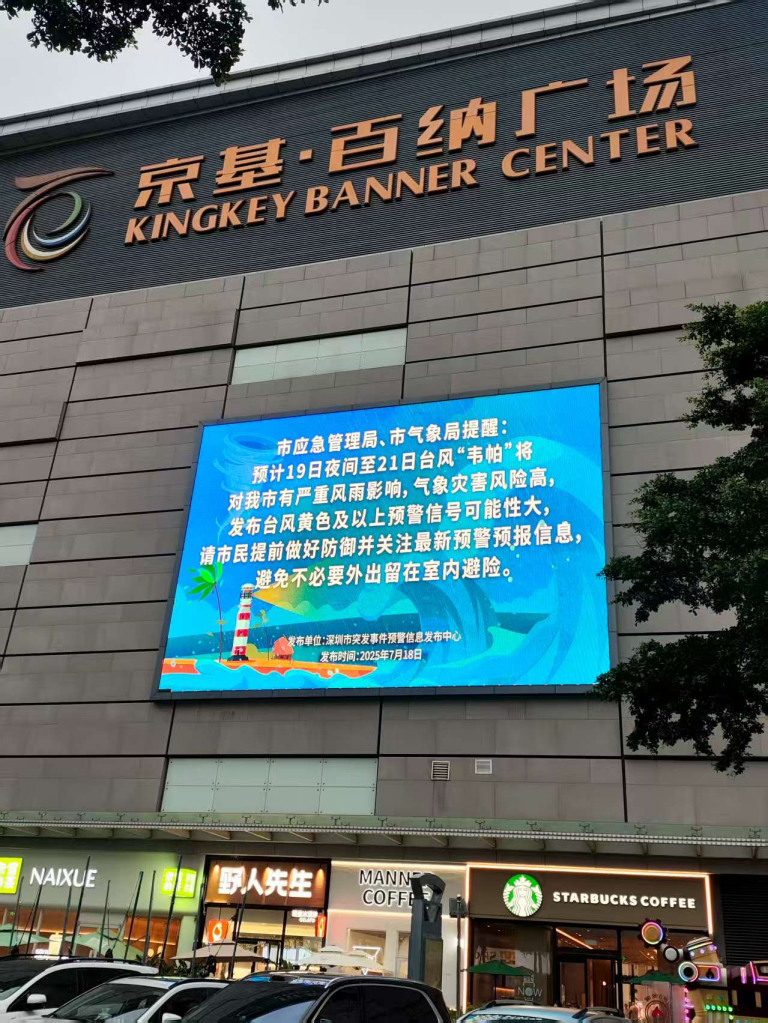 京基·百纳广场
KINGKEY BANNER CENTER
市应急管理局、市气象局提醒：
预计19日夜间至21日台风“韦帕”将
对我市有严重风雨影响，气象灾害风险高，
发布台风黄色及以上预警信号可能性大，
请市民提前做好防御并关注最新预警预报信息，
避免不必要外出留在室内避险。
发布单位：深圳市突发事件预警信息发布中心
发布时间：2025年7月18日
NAIXUE
野人先生
GELATO
MANNER
COFFEE
STARBUCKS COFFEE
NOW